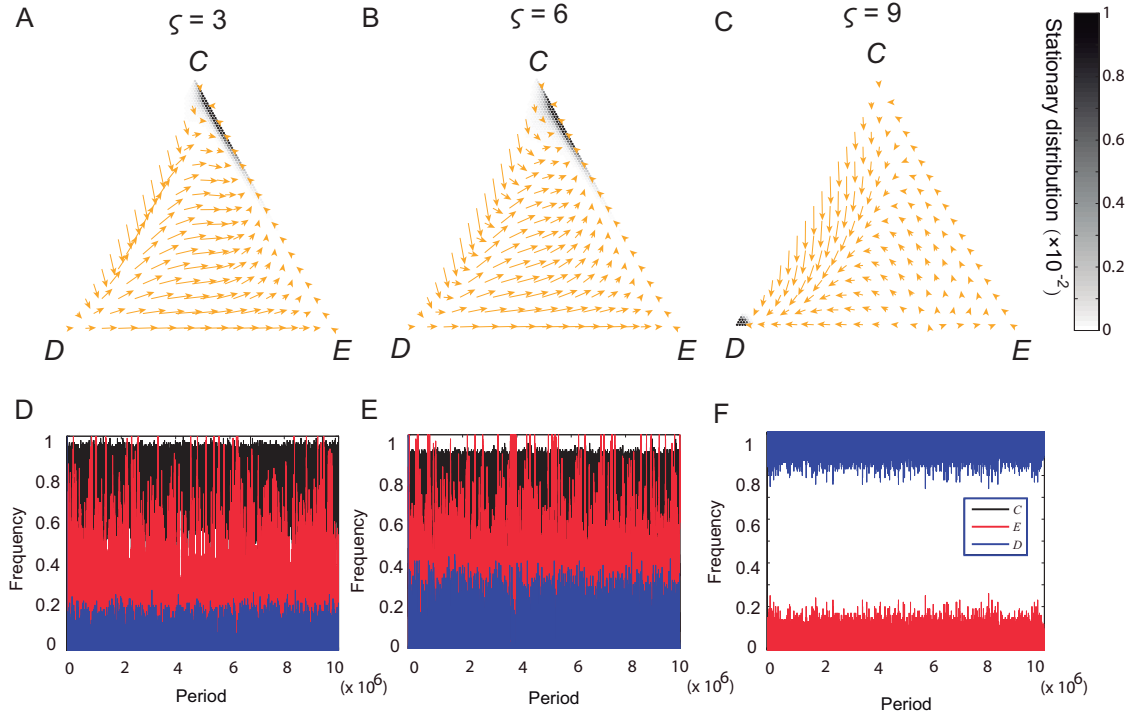 A
ς = 3
B
ς = 6
C
ς = 9
C
C
C
D
E
D
E
D
E
1
0.8
0.6
0.4
0.2
0
Stationary distribution (×10⁻²)
D
1
0.8
0.6
0.4
0.2
0
Frequency
0 2 4 6 8 10
Period
(x 10⁶)
E
1
0.8
0.6
0.4
0.2
0
Frequency
0 2 4 6 8 10
Period
(x 10⁶)
F
1
0.8
0.6
0.4
0.2
0
Frequency
C
E
D
0 2 4 6 8 10
Period
(x 10⁶)